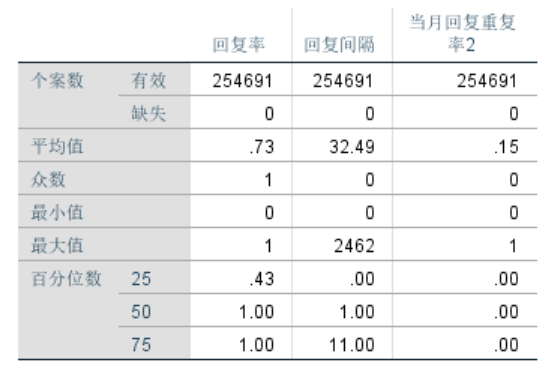 回复率 回复间隔 当月回复重复率2
个案数 有效 254691 254691 254691
缺失 0 0 0
平均值 .73 32.49 .15
众数 1 0 0
最小值 0 0 0
最大值 1 2462 1
百分位数 25 .43 .00 .00
50 1.00 1.00 .00
75 1.00 11.00 .00